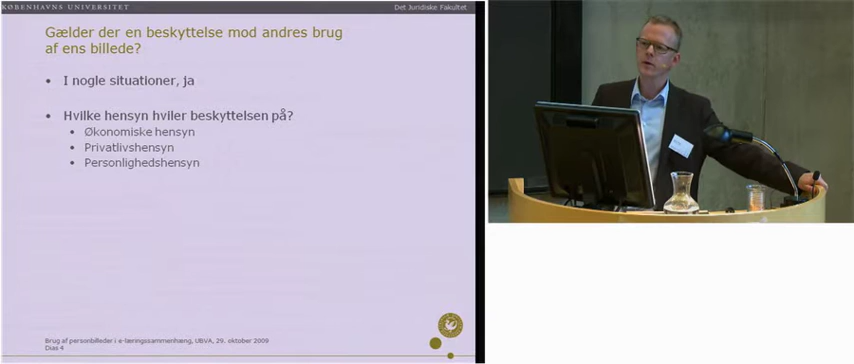 KØBENHAVNS UNIVERSITET
Det Juridiske Fakultet
Gælder der en beskyttelse mod andres brug
af ens billede?
• I nogle situationer, ja
• Hvilke hensyn hviler beskyttelsen på?
• Økonomiske hensyn
• Privatlivshensyn
• Personlighedshensyn
Brug af personbilleder i e-læringssammenhæng, UBVA, 29. oktober 2009
Dias 4